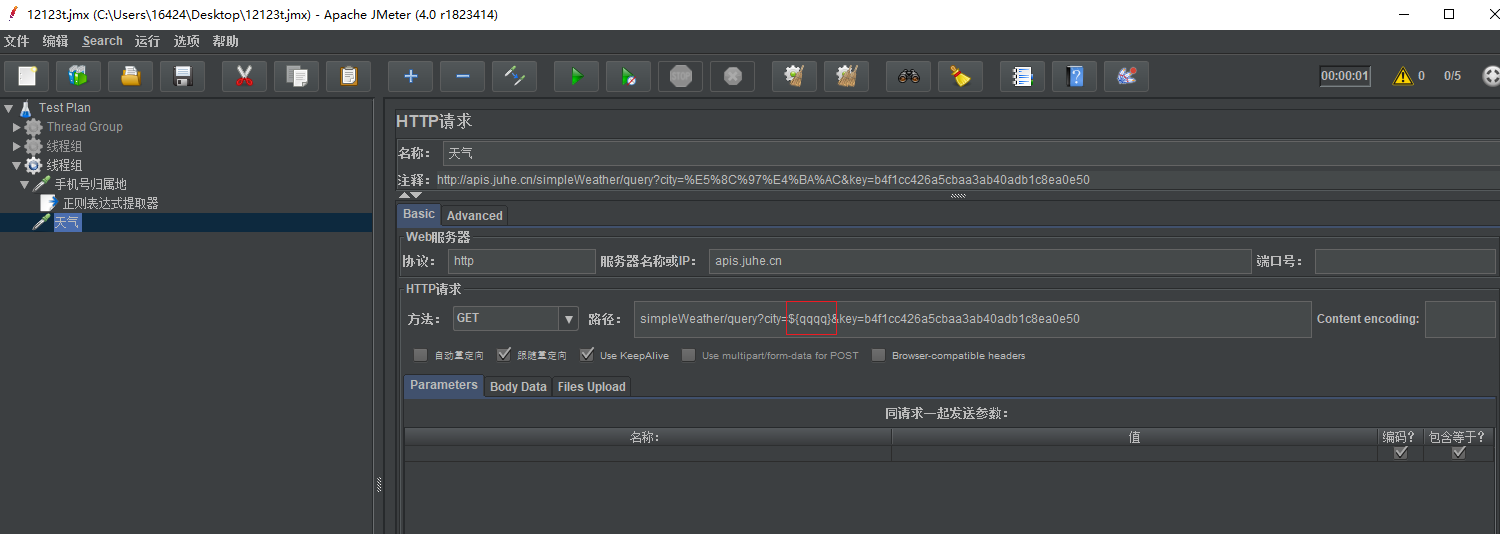 12123t.jmx (C:\Users\16424\Desktop\12123t.jmx) - Apache JMeter (4.0 r1823414)
文件 编辑 Search 运行 选项 帮助
STOP 00:00:01 0 0/5
Test Plan
Thread Group
线程组
线程组
手机号归属地
正则表达式提取器
天气
HTTP请求
名称： 天气
注释： http://apis.juhe.cn/simpleWeather/query?city=%E5%8C%97%E4%BA%AC&key=b4f1cc426a5cbaa3ab40adb1c8ea0e50
Basic Advanced
Web服务器
协议： http 服务器名称或IP： apis.juhe.cn 端口号：
HTTP请求
方法： GET 路径： simpleWeather/query?city=${qqqq}&key=b4f1cc426a5cbaa3ab40adb1c8ea0e50 Content encoding:
自动重定向 跟随重定向 Use KeepAlive Use multipart/form-data for POST Browser-compatible headers
Parameters Body Data Files Upload
同请求一起发送参数：
名称： 值 编码？ 包含等于？